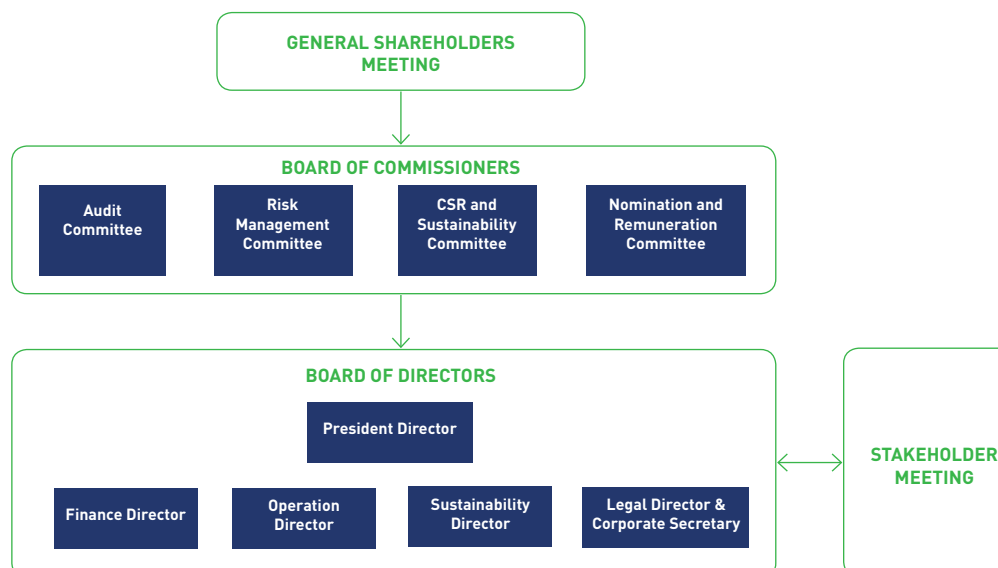 GENERAL SHAREHOLDERS
MEETING
BOARD OF COMMISSIONERS
Audit
Committee
Risk
Management
Committee
CSR and
Sustainability
Committee
Nomination and
Remuneration
Committee
BOARD OF DIRECTORS
President Director
Finance Director
Operation
Director
Sustainability
Director
Legal Director &
Corporate Secretary
STAKEHOLDER
MEETING